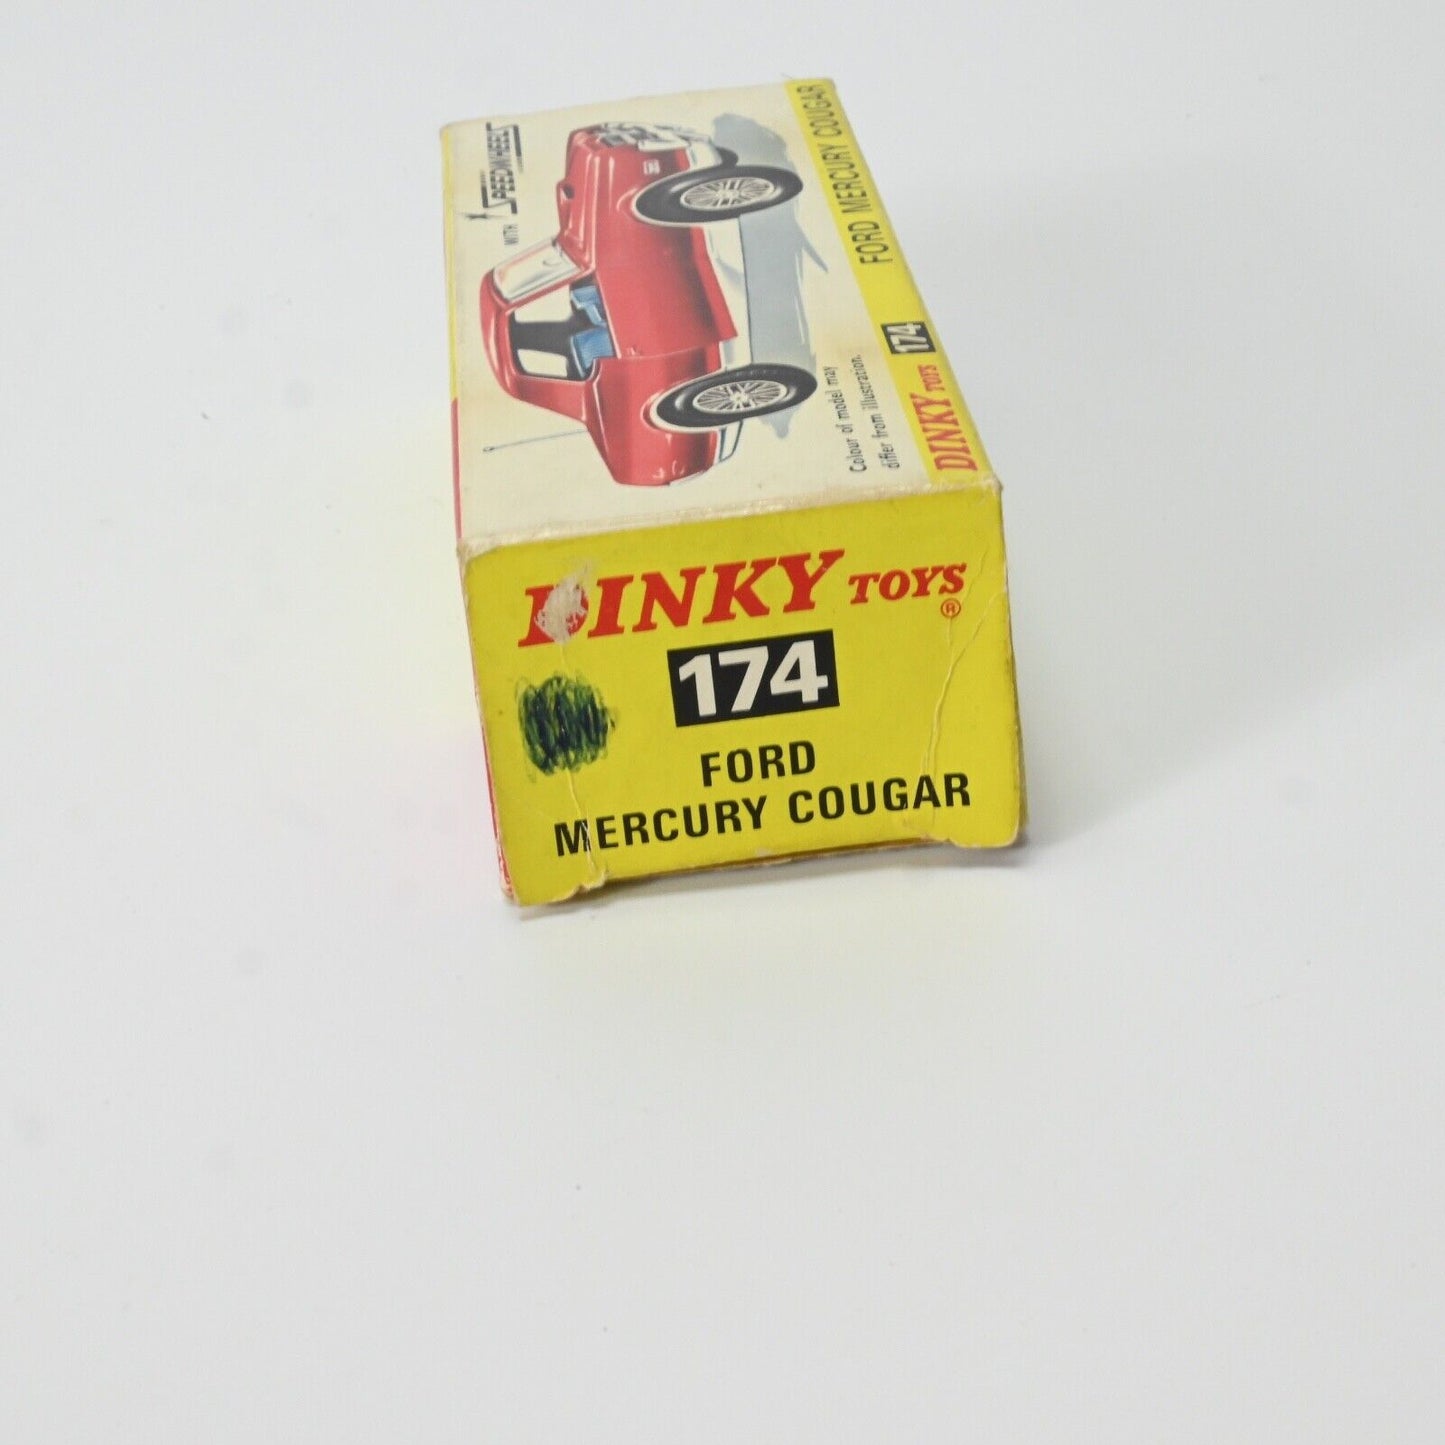 WITH SPEEDWHEELS
FORD MERCURY COUGAR
Colour of model may
differ from illustration.
DINKY TOYS 174
DINKY TOYS®
174
FORD
MERCURY COUGAR